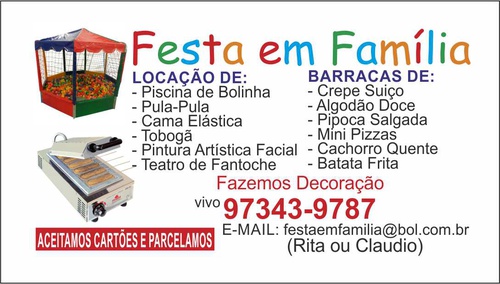 Festa em Família
LOCAÇÃO DE:
- Piscina de Bolinha
- Pula-Pula
- Cama Elástica
- Tobogã
- Pintura Artística Facial
- Teatro de Fantoche
BARRACAS DE:
- Crepe Suiço
- Algodão Doce
- Pipoca Salgada
- Mini Pizzas
- Cachorro Quente
- Batata Frita
Fazemos Decoração
vivo 97343-9787
E-MAIL: festaemfamilia@bol.com.br
(Rita ou Claudio)
ACEITAMOS CARTÕES E PARCELAMOS